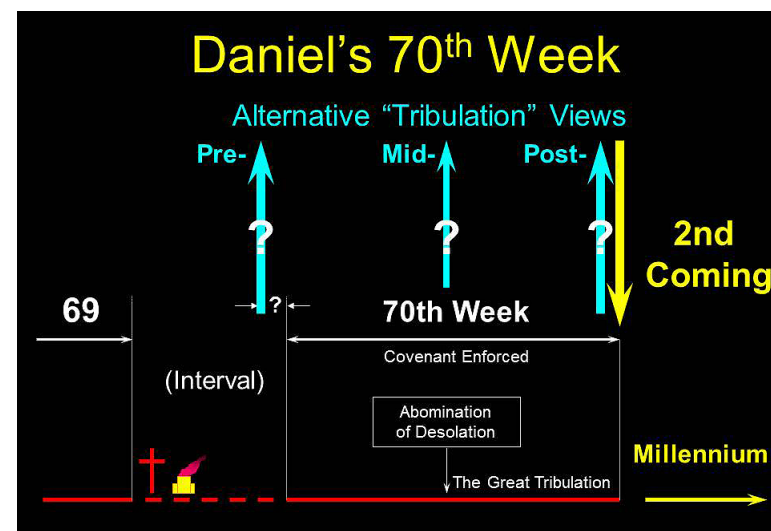 Daniel's 70th Week
Alternative "Tribulation" Views
Pre-
Mid-
Post-
?
?
?
2nd
Coming
69
?
70th Week
Covenant Enforced
(Interval)
Abomination
of Desolation
The Great Tribulation
Millennium